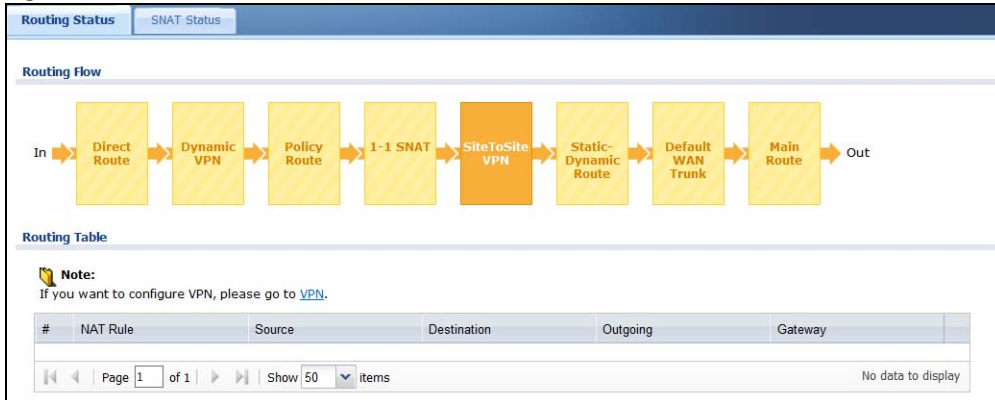 Routing Status
SNAT Status
Routing Flow
In
Direct
Route
Dynamic
VPN
Policy
Route
1-1 SNAT
SiteToSite
VPN
Static-
Dynamic
Route
Default
WAN
Trunk
Main
Route
Out
Routing Table
Note:
If you want to configure VPN, please go to VPN.
# NAT Rule Source Destination Outgoing Gateway
Page 1 of 1 Show 50 items No data to display